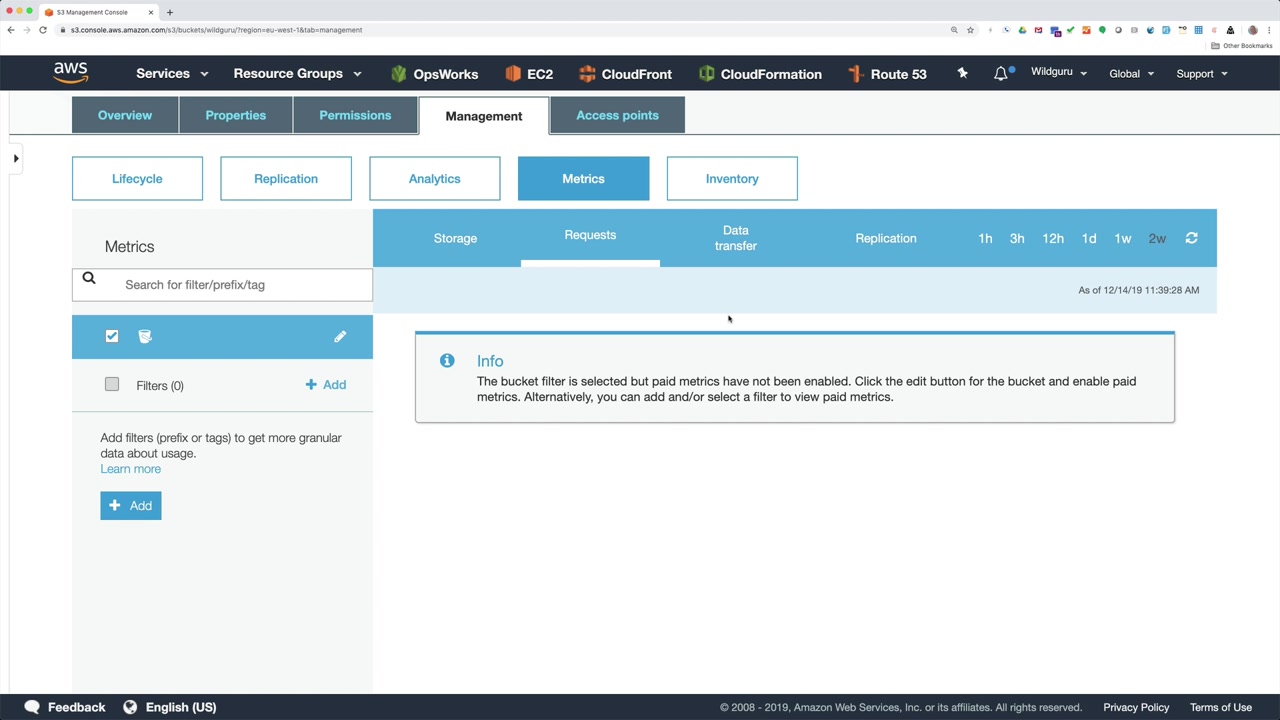 S3 Management Console
s3.console.aws.amazon.com/s3/buckets/wildguru/?region=eu-west-1&tab=management
Other Bookmarks
aws
Services
Resource Groups
OpsWorks
EC2
CloudFront
CloudFormation
Route 53
Wildguru
Global
Support
Overview
Properties
Permissions
Management
Access points
Lifecycle
Replication
Analytics
Metrics
Inventory
Metrics
Search for filter/prefix/tag
Filters (0)
Add
Add filters (prefix or tags) to get more granular
data about usage.
Learn more
Add
Storage
Requests
Data
transfer
Replication
1h
3h
12h
1d
1w
2w
As of 12/14/19 11:39:28 AM
Info
The bucket filter is selected but paid metrics have not been enabled. Click the edit button for the bucket and enable paid
metrics. Alternatively, you can add and/or select a filter to view paid metrics.
Feedback
English (US)
© 2008 - 2019, Amazon Web Services, Inc. or its affiliates. All rights reserved.
Privacy Policy
Terms of Use